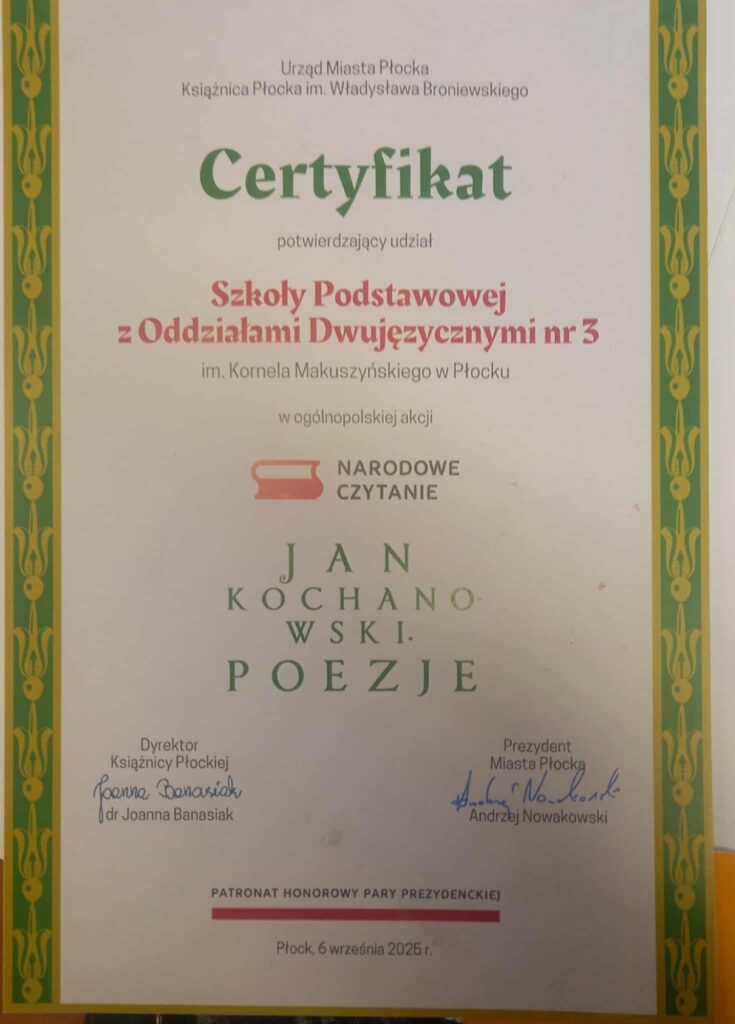 Urząd Miasta Płocka
Książnica Płocka im. Władysława Broniewskiego
Certyfikat
potwierdzający udział
Szkoły Podstawowej
z Oddziałami Dwujęzycznymi nr 3
im. Kornela Makuszyńskiego w Płocku
w ogólnopolskiej akcji
NARODOWE
CZYTANIE
JAN
KOCHANO-
WSKI.
POEZJE
Dyrektor
Książnicy Płockiej
Joanna Banasiak
dr Joanna Banasiak
Prezydent
Miasta Płocka
Andrzej Nowakowski
Andrzej Nowakowski
PATRONAT HONOROWY PARY PREZYDENCKIEJ
Płock, 6 września 2025 r.